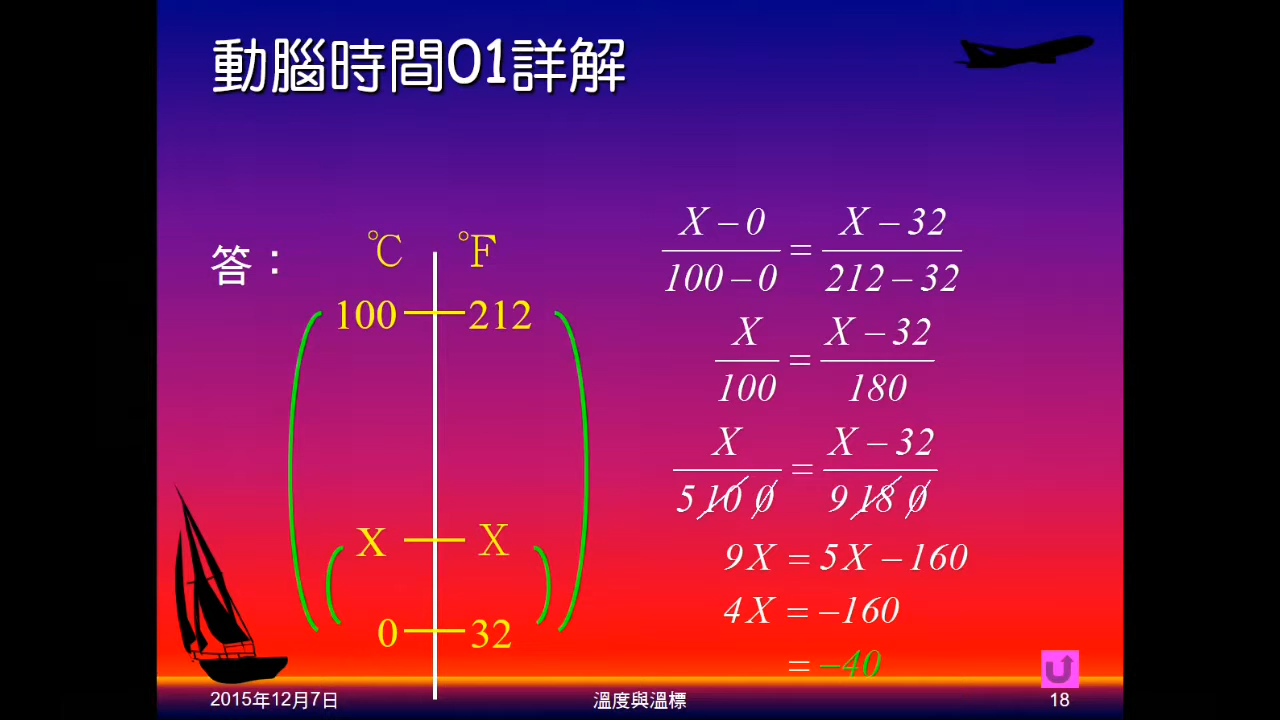 動腦時間01詳解
答：
℃ ℉
100 212
X X
0 32
X − 0 / 100 − 0 = X − 32 / 212 − 32
X / 100 = X − 32 / 180
X / 5 10 0 = X − 32 / 9 18 0
9X = 5X − 160
4X = −160
= −40
2015年12月7日 溫度與溫標 18